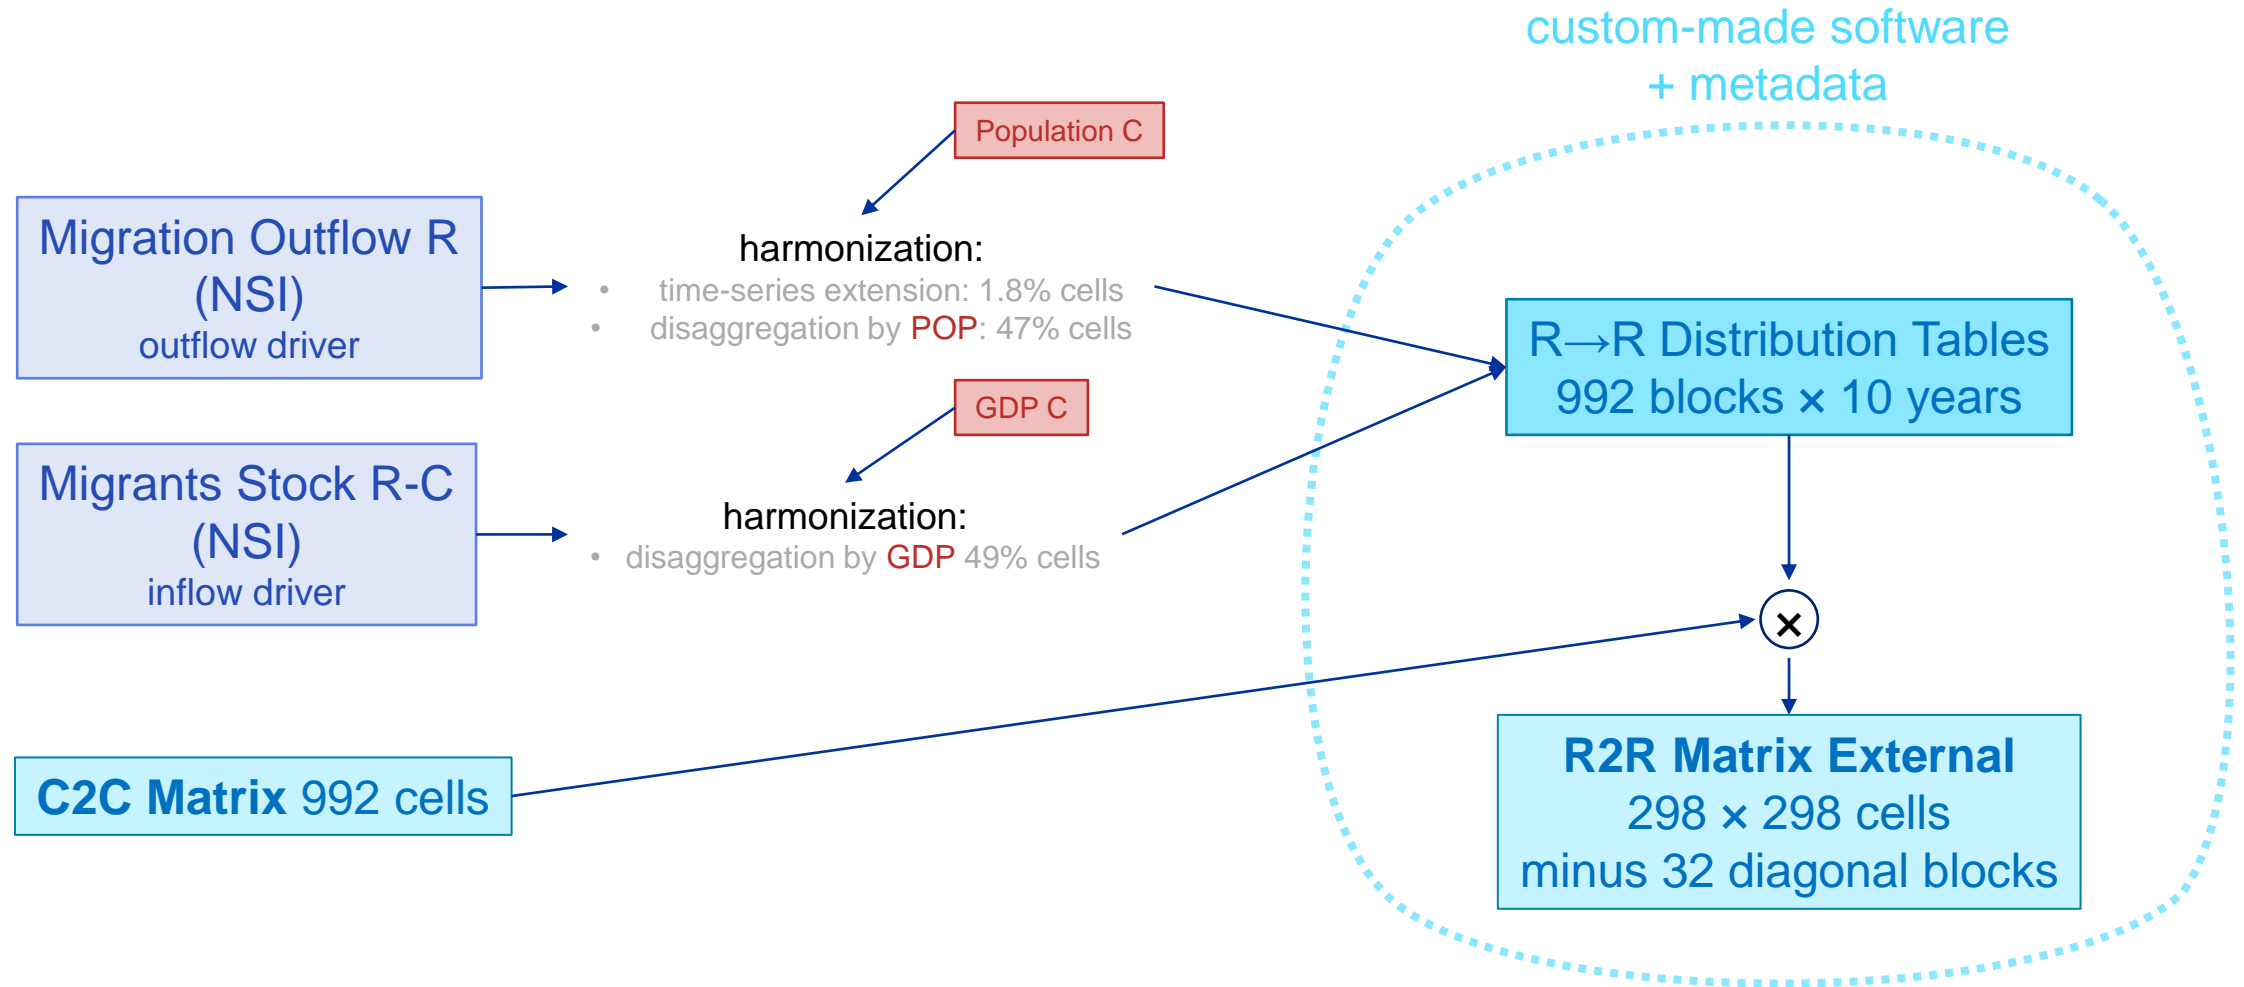 custom-made software
+ metadata
Population C
Migration Outflow R
(NSI)
outflow driver
harmonization:
• time-series extension: 1.8% cells
• disaggregation by POP: 47% cells
R→R Distribution Tables
992 blocks × 10 years
GDP C
Migrants Stock R-C
(NSI)
inflow driver
harmonization:
• disaggregation by GDP 49% cells
×
C2C Matrix 992 cells
R2R Matrix External
298 × 298 cells
minus 32 diagonal blocks